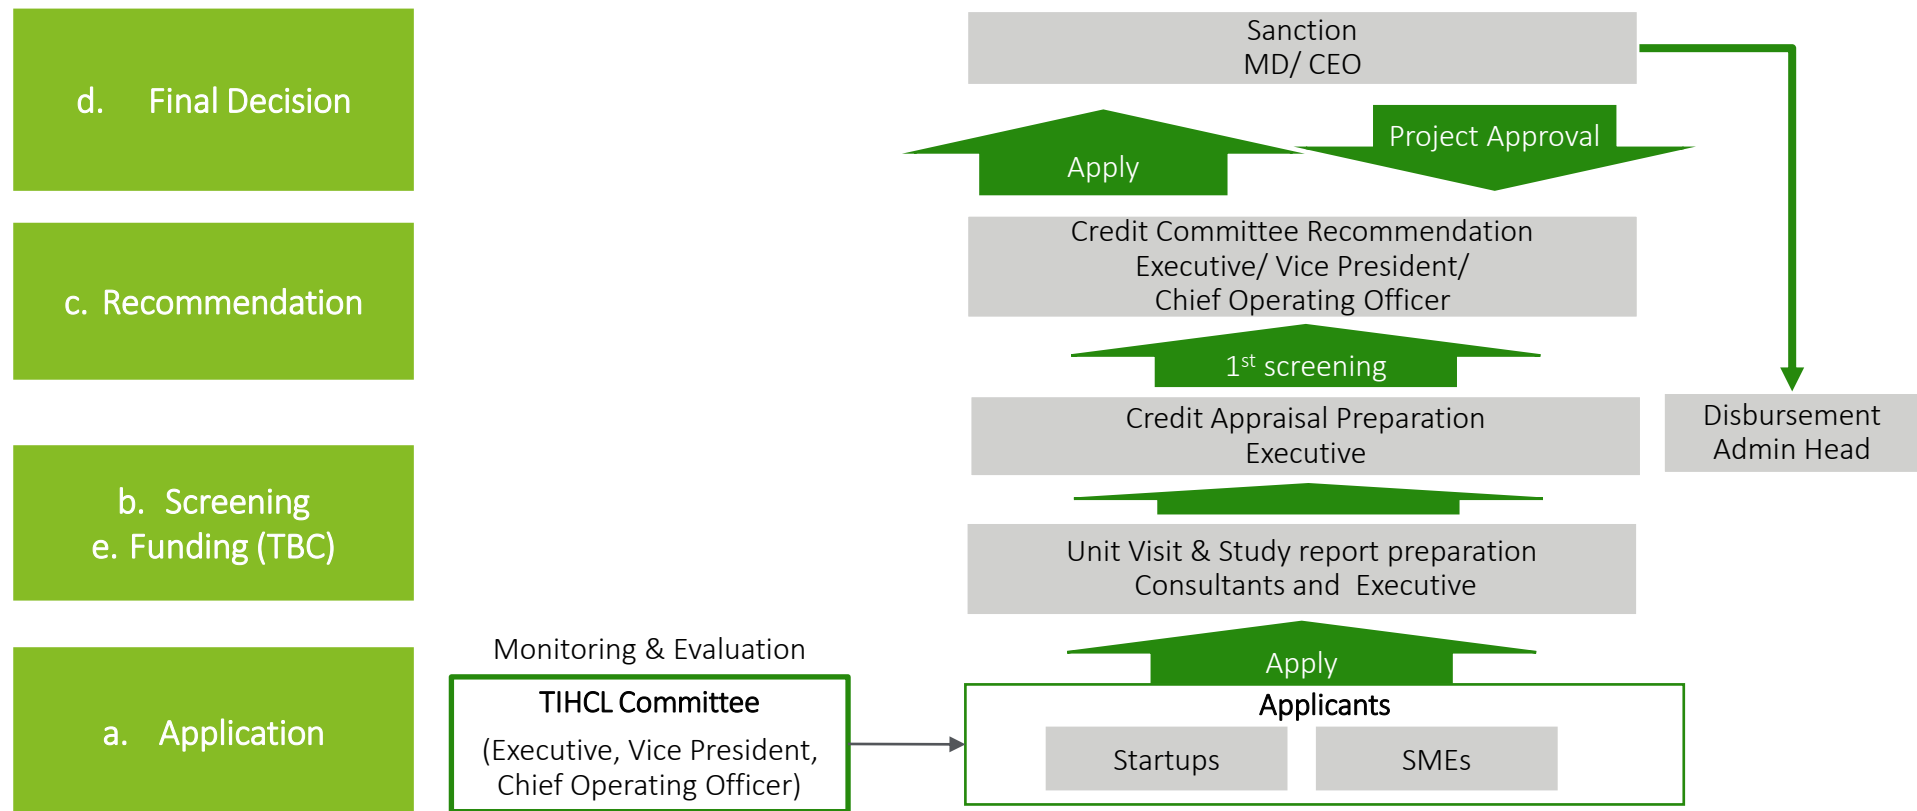 d. Final Decision
Sanction
MD/ CEO
Apply
Project Approval
c. Recommendation
Credit Committee Recommendation
Executive/ Vice President/
Chief Operating Officer
1st screening
Credit Appraisal Preparation
Executive
Disbursement
Admin Head
b. Screening
e. Funding (TBC)
Unit Visit & Study report preparation
Consultants and Executive
Apply
a. Application
Monitoring & Evaluation
TIHCL Committee
(Executive, Vice President,
Chief Operating Officer)
Applicants
Startups
SMEs